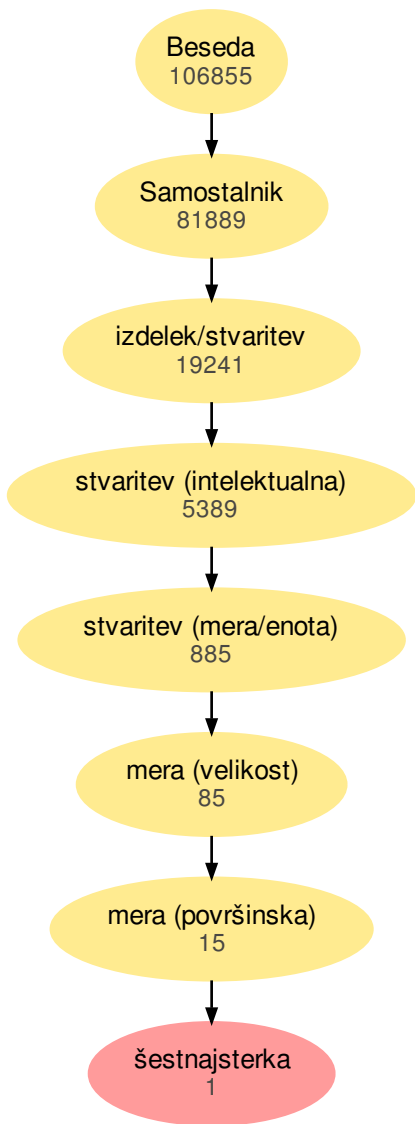 Beseda
106855
Samostalnik
81889
izdelek/stvaritev
19241
stvaritev (intelektualna)
5389
stvaritev (mera/enota)
885
mera (velikost)
85
mera (površinska)
15
šestnajsterka
1